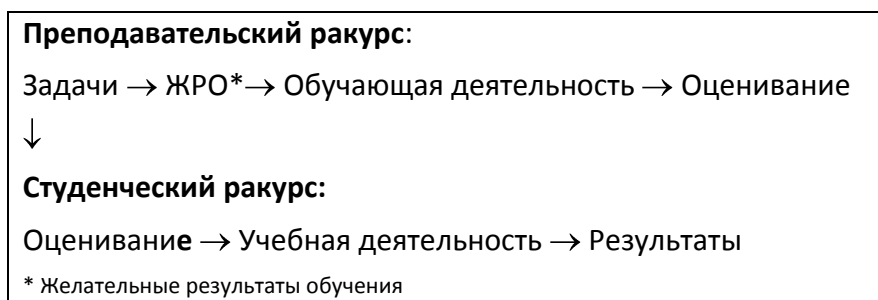 Преподавательский ракурс:
Задачи → ЖРО*→ Обучающая деятельность → Оценивание
↓
Студенческий ракурс:
Оценивание → Учебная деятельность → Результаты
* Желательные результаты обучения